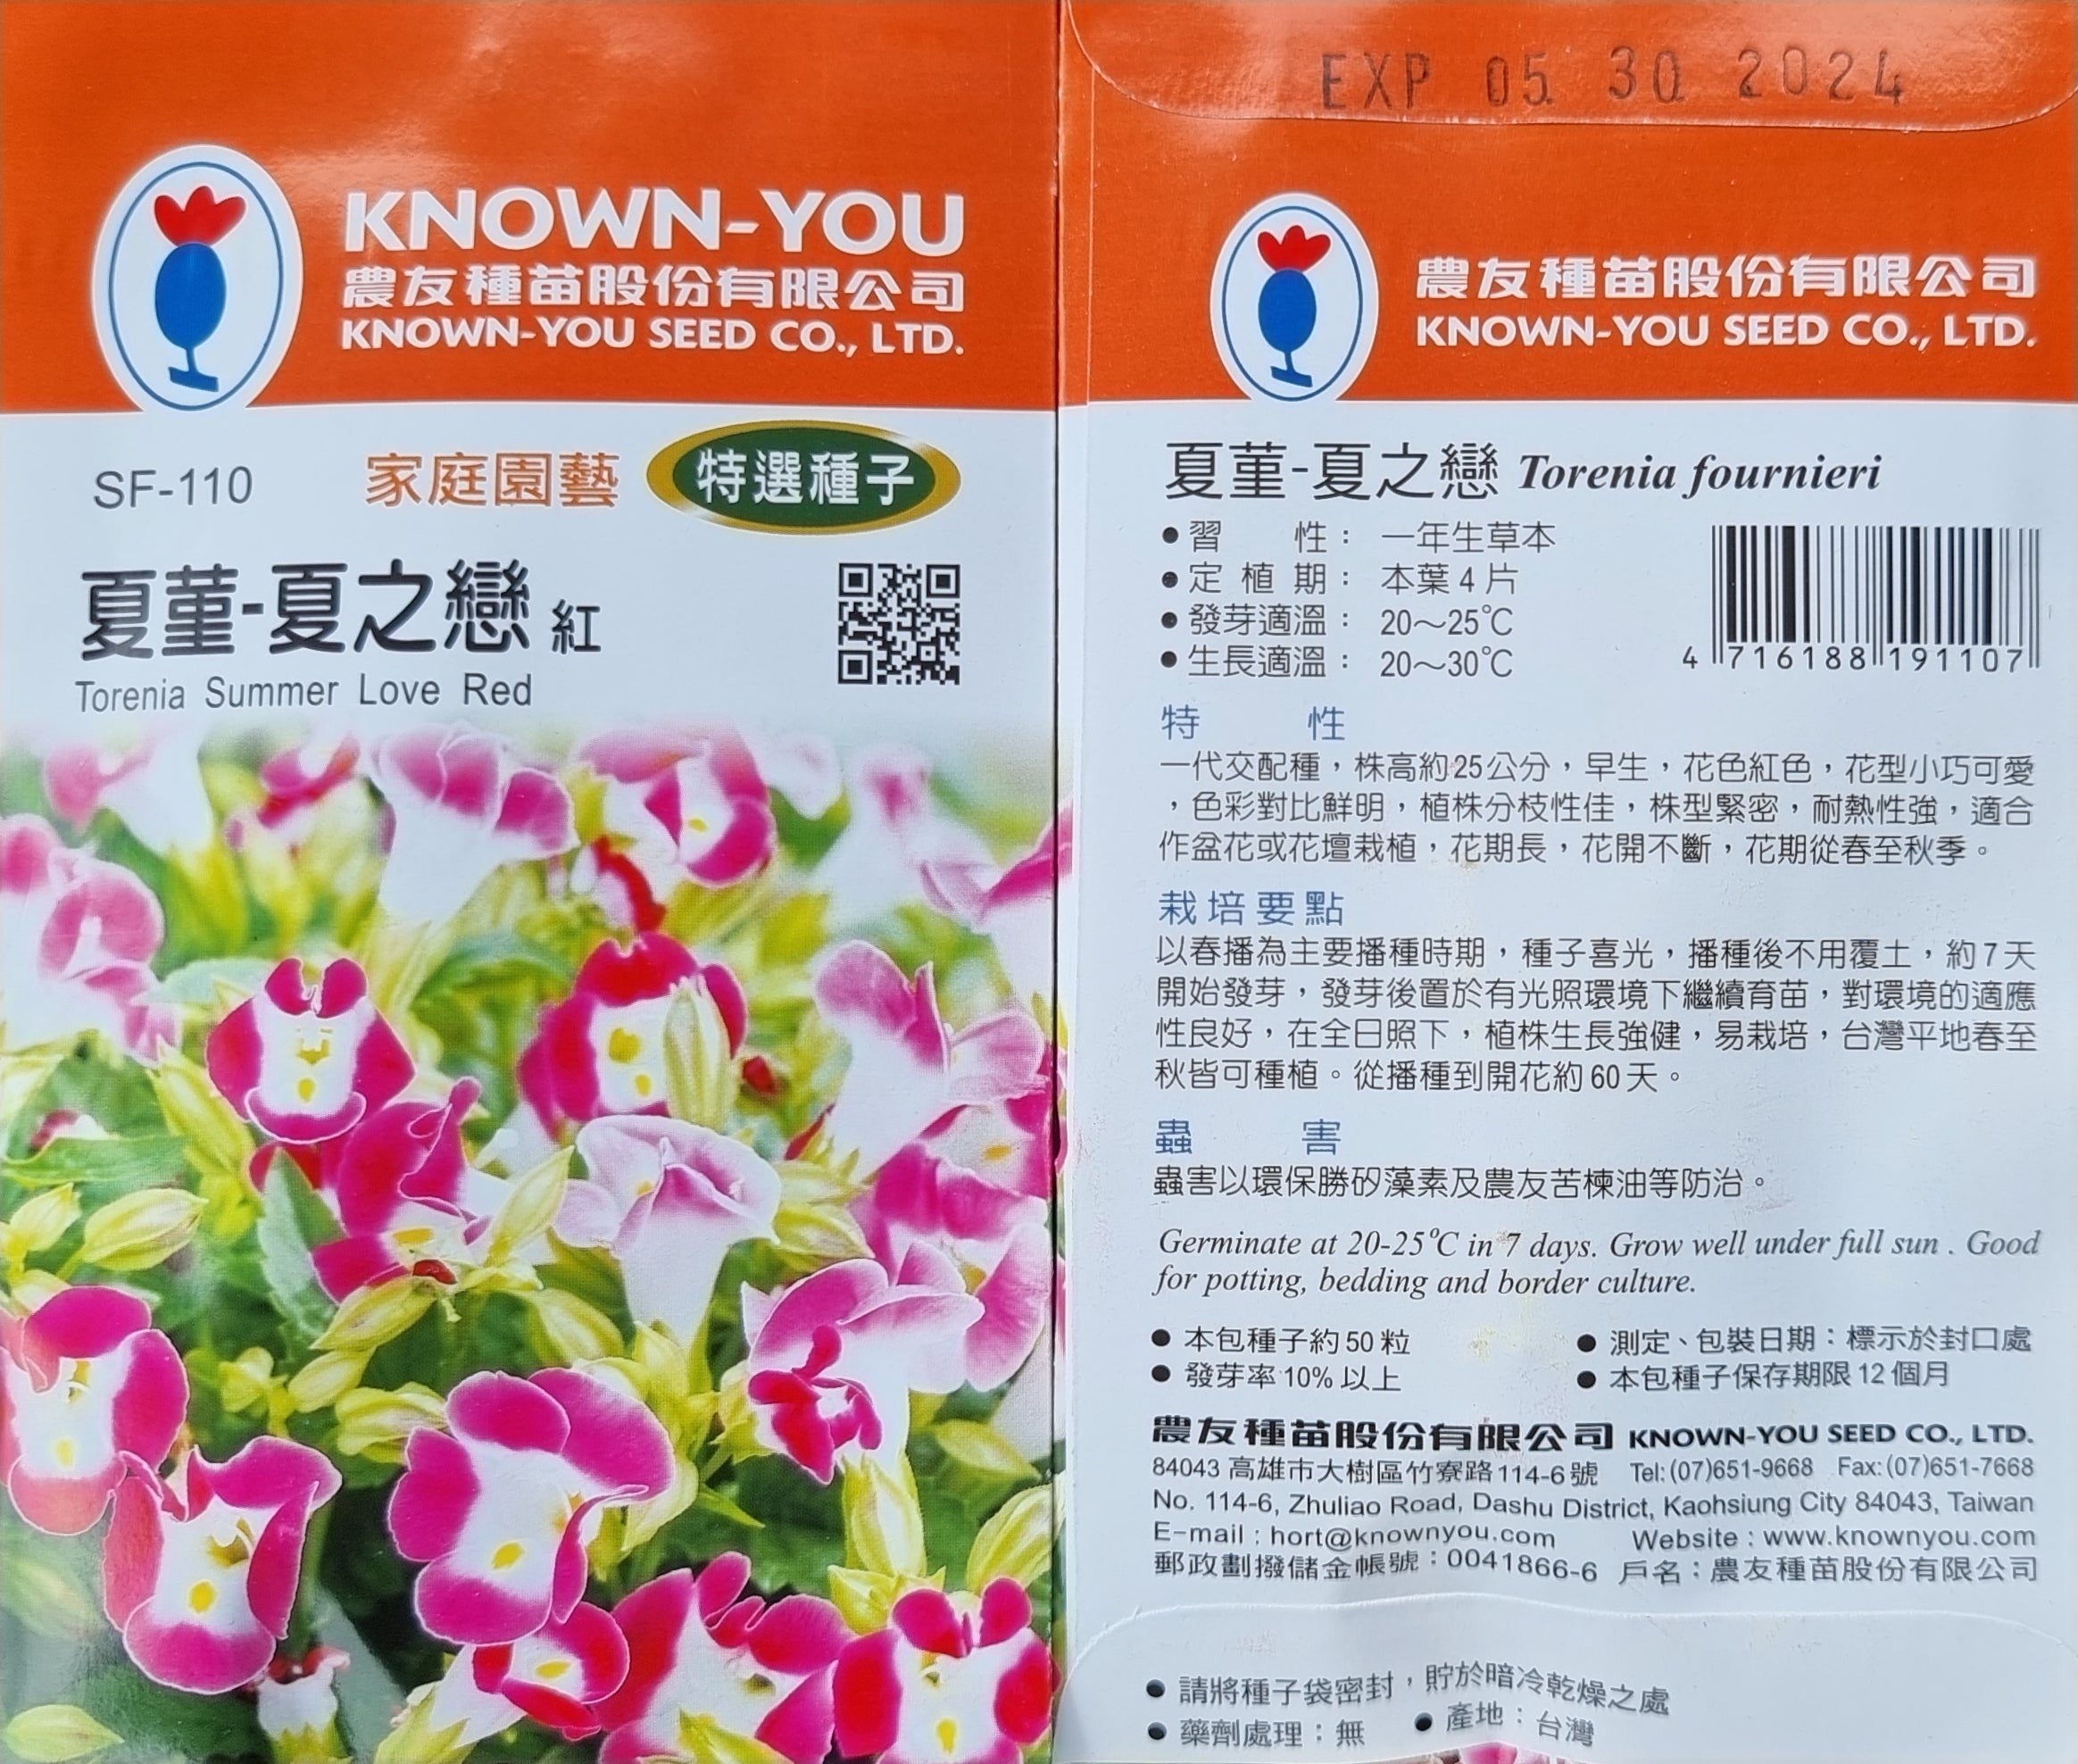 KNOWN-YOU
農友種苗股份有限公司
KNOWN-YOU SEED CO., LTD.
SF-110
家庭園藝
特選種子
夏菫-夏之戀 紅
Torenia Summer Love Red
EXP 05. 30. 2024
農友種苗股份有限公司
KNOWN-YOU SEED CO., LTD.
夏菫-夏之戀 Torenia fournieri
●習性：一年生草本
●定植期：本葉4片
●發芽適溫：20～25℃
●生長適溫：20～30℃
4 716188 191107
特性
一代交配種，株高約25公分，早生，花色紅色，花型小巧可愛
，色彩對比鮮明，植株分枝性佳，株型緊密，耐熱性強，適合
作盆花或花壇栽植，花期長，花開不斷，花期從春至秋季。
栽培要點
以春播為主要播種時期，種子喜光，播種後不用覆土，約7天
開始發芽，發芽後置於有光照環境下繼續育苗，對環境的適應
性良好，在全日照下，植株生長強健，易栽培，台灣平地春至
秋皆可種植。從播種到開花約60天。
蟲害
蟲害以環保勝矽藻素及農友苦楝油等防治。
Germinate at 20-25°C in 7 days. Grow well under full sun . Good
for potting, bedding and border culture.
●本包種子約50粒 ●測定、包裝日期：標示於封口處
●發芽率10%以上 ●本包種子保存期限12個月
農友種苗股份有限公司 KNOWN-YOU SEED CO., LTD.
84043 高雄市大樹區竹寮路114-6號 Tel:(07)651-9668 Fax:(07)651-7668
No. 114-6, Zhuliao Road, Dashu District, Kaohsiung City 84043, Taiwan
E-mail : hort@knownyou.com Website : www.knownyou.com
郵政劃撥儲金帳號：0041866-6 戶名：農友種苗股份有限公司
●請將種子袋密封，貯於暗冷乾燥之處
●藥劑處理：無 ●產地：台灣